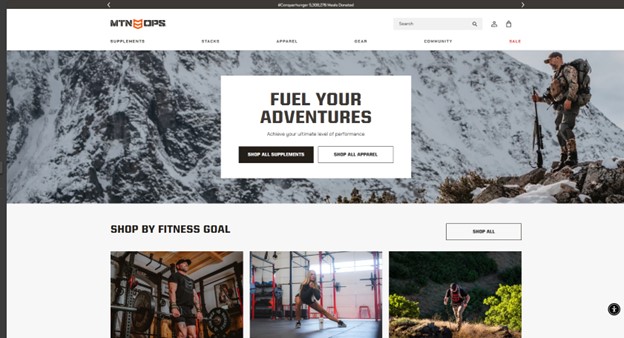 #ConquerHunger 5,308,278 Meals Donated
MTN OPS
Search
SUPPLEMENTS STACKS APPAREL GEAR COMMUNITY SALE
FUEL YOUR
ADVENTURES
Achieve your ultimate level of performance
SHOP ALL SUPPLEMENTS SHOP ALL APPAREL
SHOP BY FITNESS GOAL
SHOP ALL